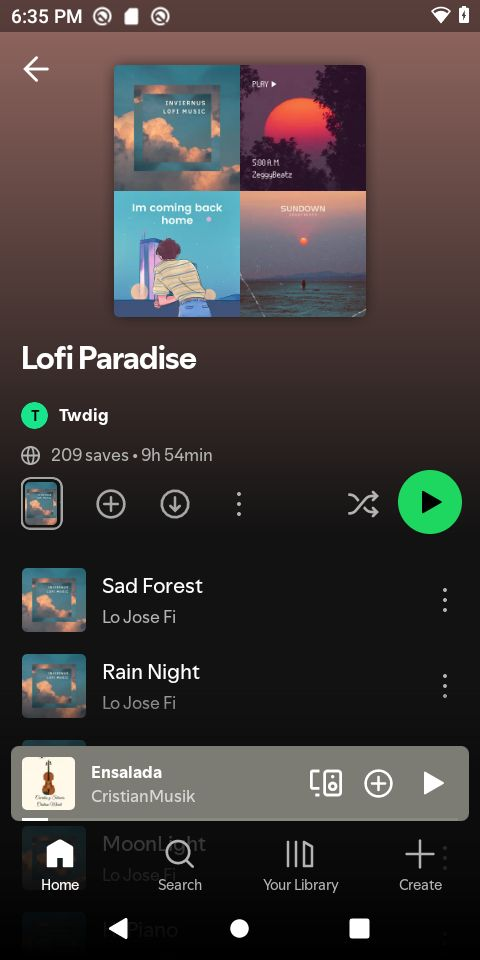 6:35 PM
INVIERNUS
LOFI MUSIC
PLAY
5:00 A.M.
ZeggyBeatz
Im coming back
home
SUNDOWN
Lofi Paradise
T
Twdig
209 saves • 9h 54min
Sad Forest
Lo Jose Fi
Rain Night
Lo Jose Fi
Ensalada
CristianMusik
MoonLight
Lo Jose Fi
Home
Search
Your Library
Create
Piano